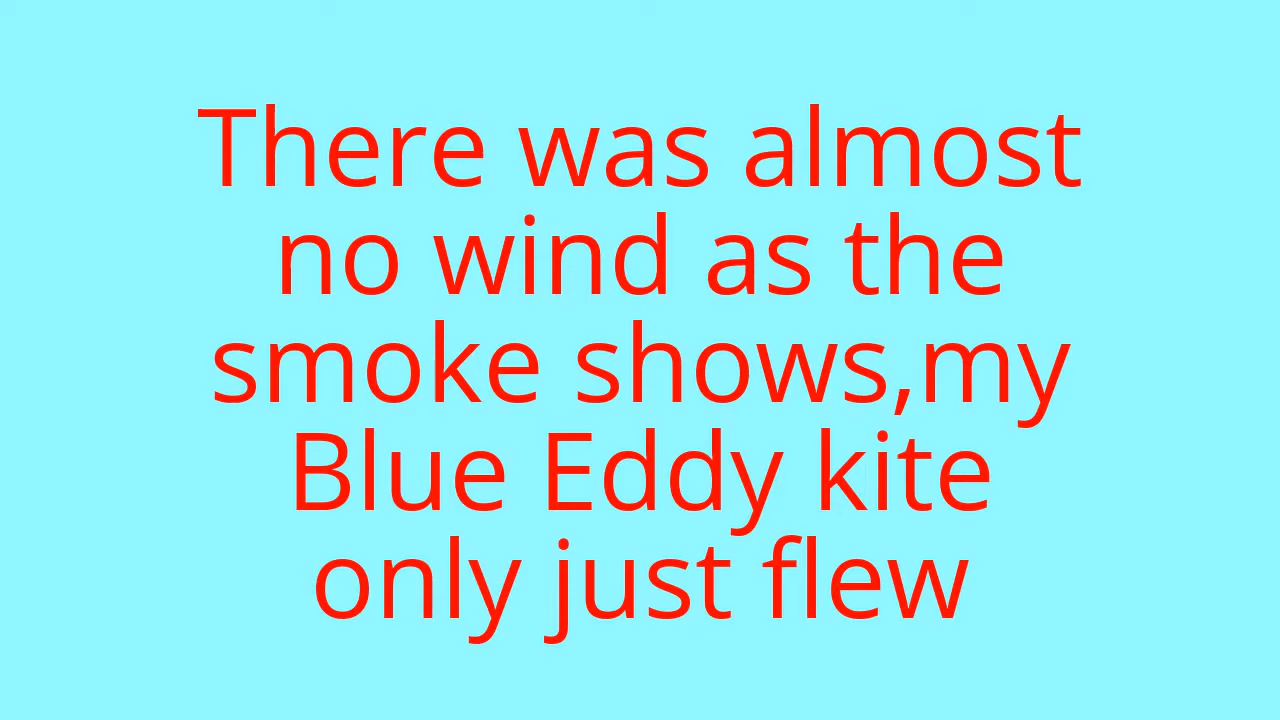 There was almost
no wind as the
smoke shows,my
Blue Eddy kite
only just flew